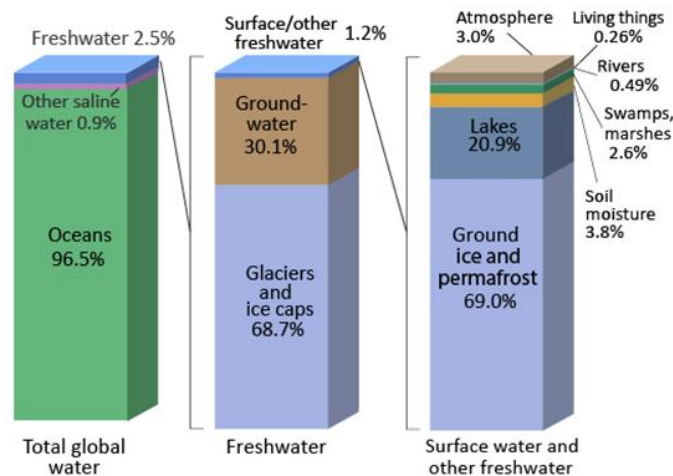 Freshwater 2.5%
Other saline
water 0.9%
Oceans
96.5%
Total global
water
Surface/other
freshwater
1.2%
Ground-
water
30.1%
Glaciers
and
ice caps
68.7%
Freshwater
Atmosphere
3.0%
Living things
0.26%
Rivers
0.49%
Swamps,
marshes
2.6%
Soil
moisture
3.8%
Lakes
20.9%
Ground
ice and
permafrost
69.0%
Surface water and
other freshwater